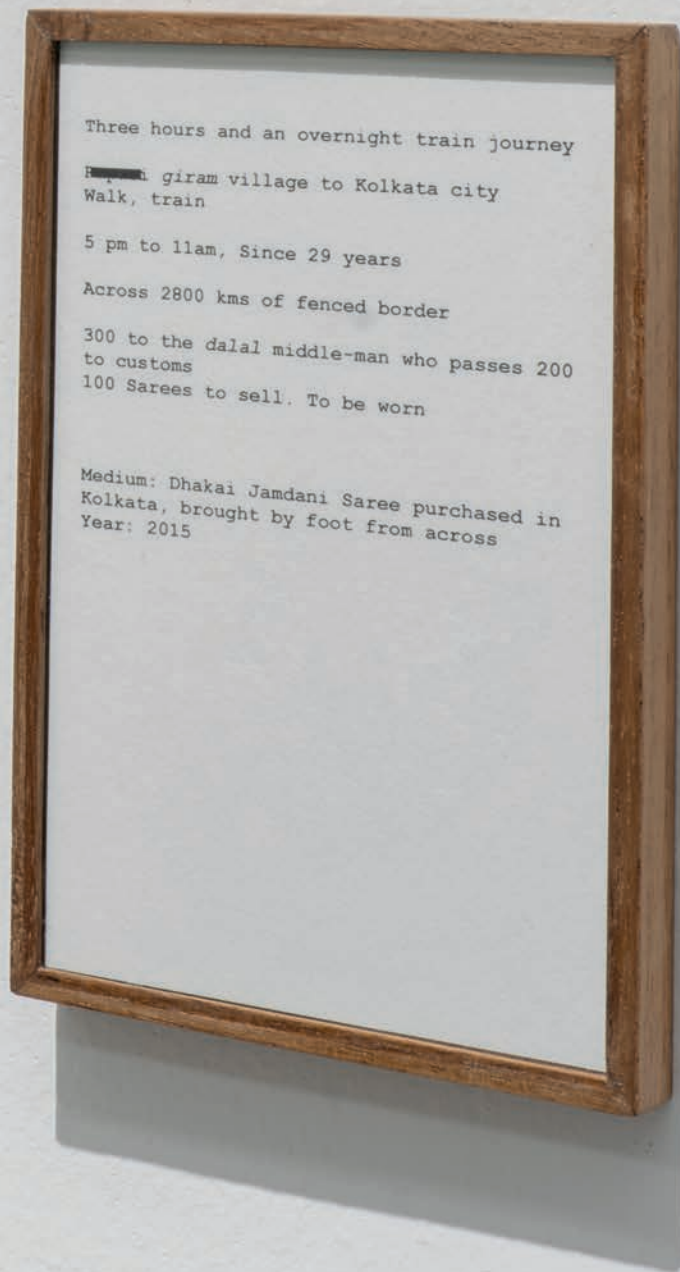 Three hours and an overnight train journey
giram village to Kolkata city
Walk, train
5 pm to 11am, Since 29 years
Across 2800 kms of fenced border
300 to the dalal middle-man who passes 200
to customs
100 Sarees to sell. To be worn
Medium: Dhakai Jamdani Saree purchased in
Kolkata, brought by foot from across
Year: 2015